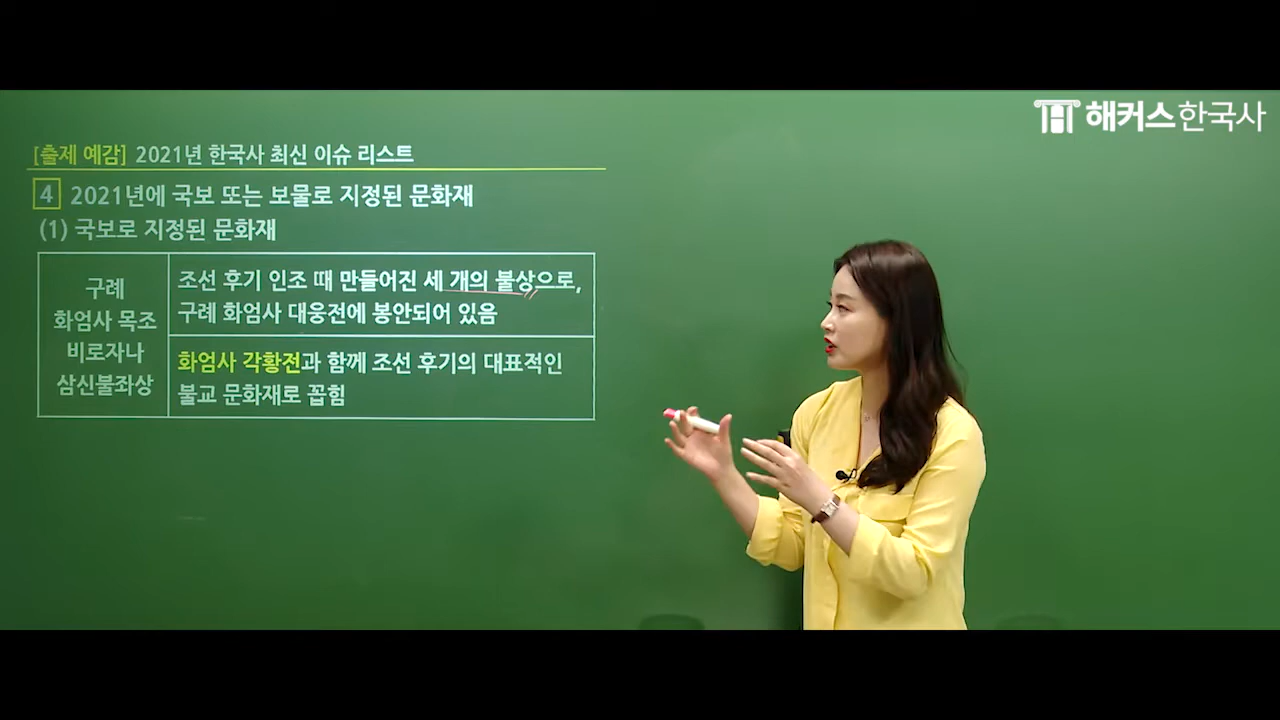 해커스한국사
[출제 예감] 2021년 한국사 최신 이슈 리스트
4 2021년에 국보 또는 보물로 지정된 문화재
(1) 국보로 지정된 문화재
구례
화엄사 목조
비로자나
삼신불좌상
조선 후기 인조 때 만들어진 세 개의 불상으로,
구례 화엄사 대웅전에 봉안되어 있음
화엄사 각황전과 함께 조선 후기의 대표적인
불교 문화재로 꼽힘